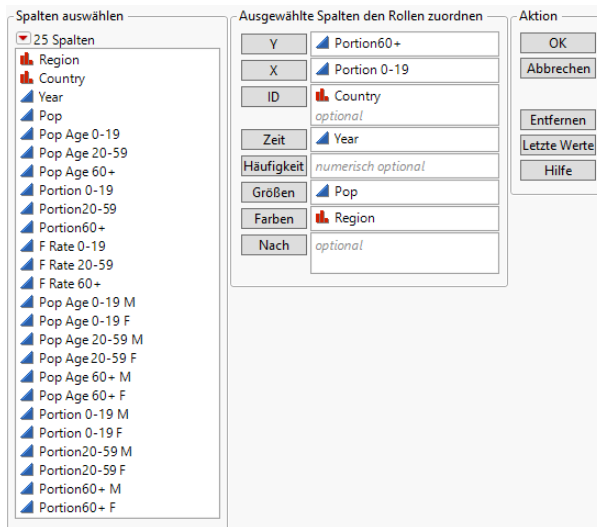 Spalten auswählen
25 Spalten
Region
Country
Year
Pop
Pop Age 0-19
Pop Age 20-59
Pop Age 60+
Portion 0-19
Portion20-59
Portion60+
F Rate 0-19
F Rate 20-59
F Rate 60+
Pop Age 0-19 M
Pop Age 0-19 F
Pop Age 20-59 M
Pop Age 20-59 F
Pop Age 60+ M
Pop Age 60+ F
Portion 0-19 M
Portion 0-19 F
Portion20-59 M
Portion20-59 F
Portion60+ M
Portion60+ F
Ausgewählte Spalten den Rollen zuordnen
Y Portion60+
X Portion 0-19
ID Country
optional
Zeit Year
Häufigkeit numerisch optional
Größen Pop
Farben Region
Nach optional
Aktion
OK
Abbrechen
Entfernen
Letzte Werte
Hilfe